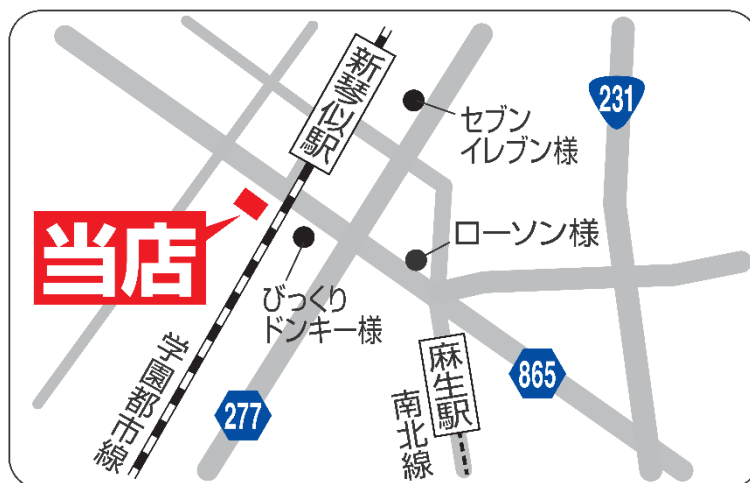 新琴似駅
231
セブン
イレブン様
当店
ローソン様
びっくり
ドンキー様
学園都市線
277
麻生駅
南北線
865